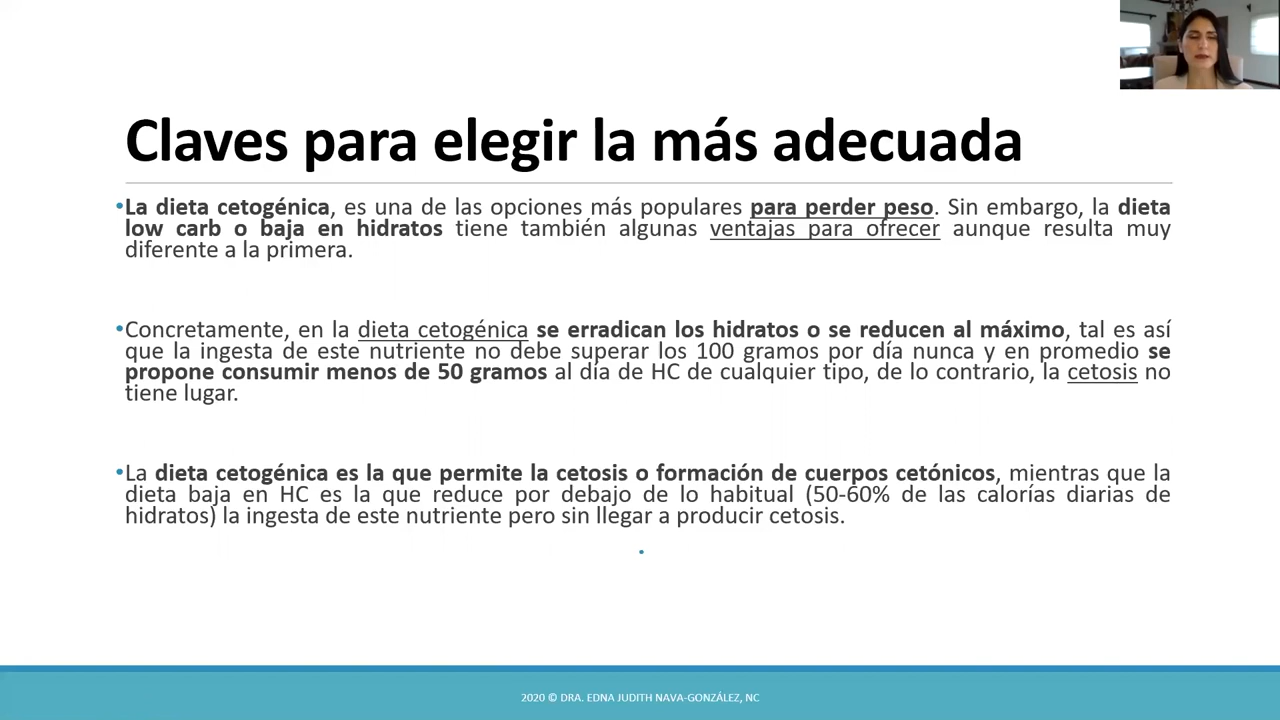 Claves para elegir la más adecuada
•La dieta cetogénica, es una de las opciones más populares para perder peso. Sin embargo, la dieta
low carb o baja en hidratos tiene también algunas ventajas para ofrecer aunque resulta muy
diferente a la primera.
•Concretamente, en la dieta cetogénica se erradican los hidratos o se reducen al máximo, tal es así
que la ingesta de este nutriente no debe superar los 100 gramos por día nunca y en promedio se
propone consumir menos de 50 gramos al día de HC de cualquier tipo, de lo contrario, la cetosis no
tiene lugar.
•La dieta cetogénica es la que permite la cetosis o formación de cuerpos cetónicos, mientras que la
dieta baja en HC es la que reduce por debajo de lo habitual (50-60% de las calorías diarias de
hidratos) la ingesta de este nutriente pero sin llegar a producir cetosis.
•
2020 © DRA. EDNA JUDITH NAVA-GONZÁLEZ, NC